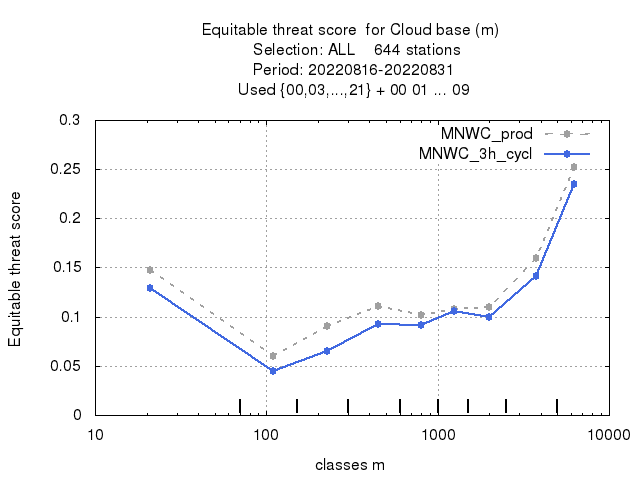 Equitable threat score  for Cloud base (m)
Selection: ALL    644 stations
Period: 20220816-20220831
Used {00,03,...,21} + 00 01 ... 09
MNWC_prod
MNWC_3h_cycl
Equitable threat score
0.3
0.25
0.2
0.15
0.1
0.05
0
10 100 1000 10000
classes m